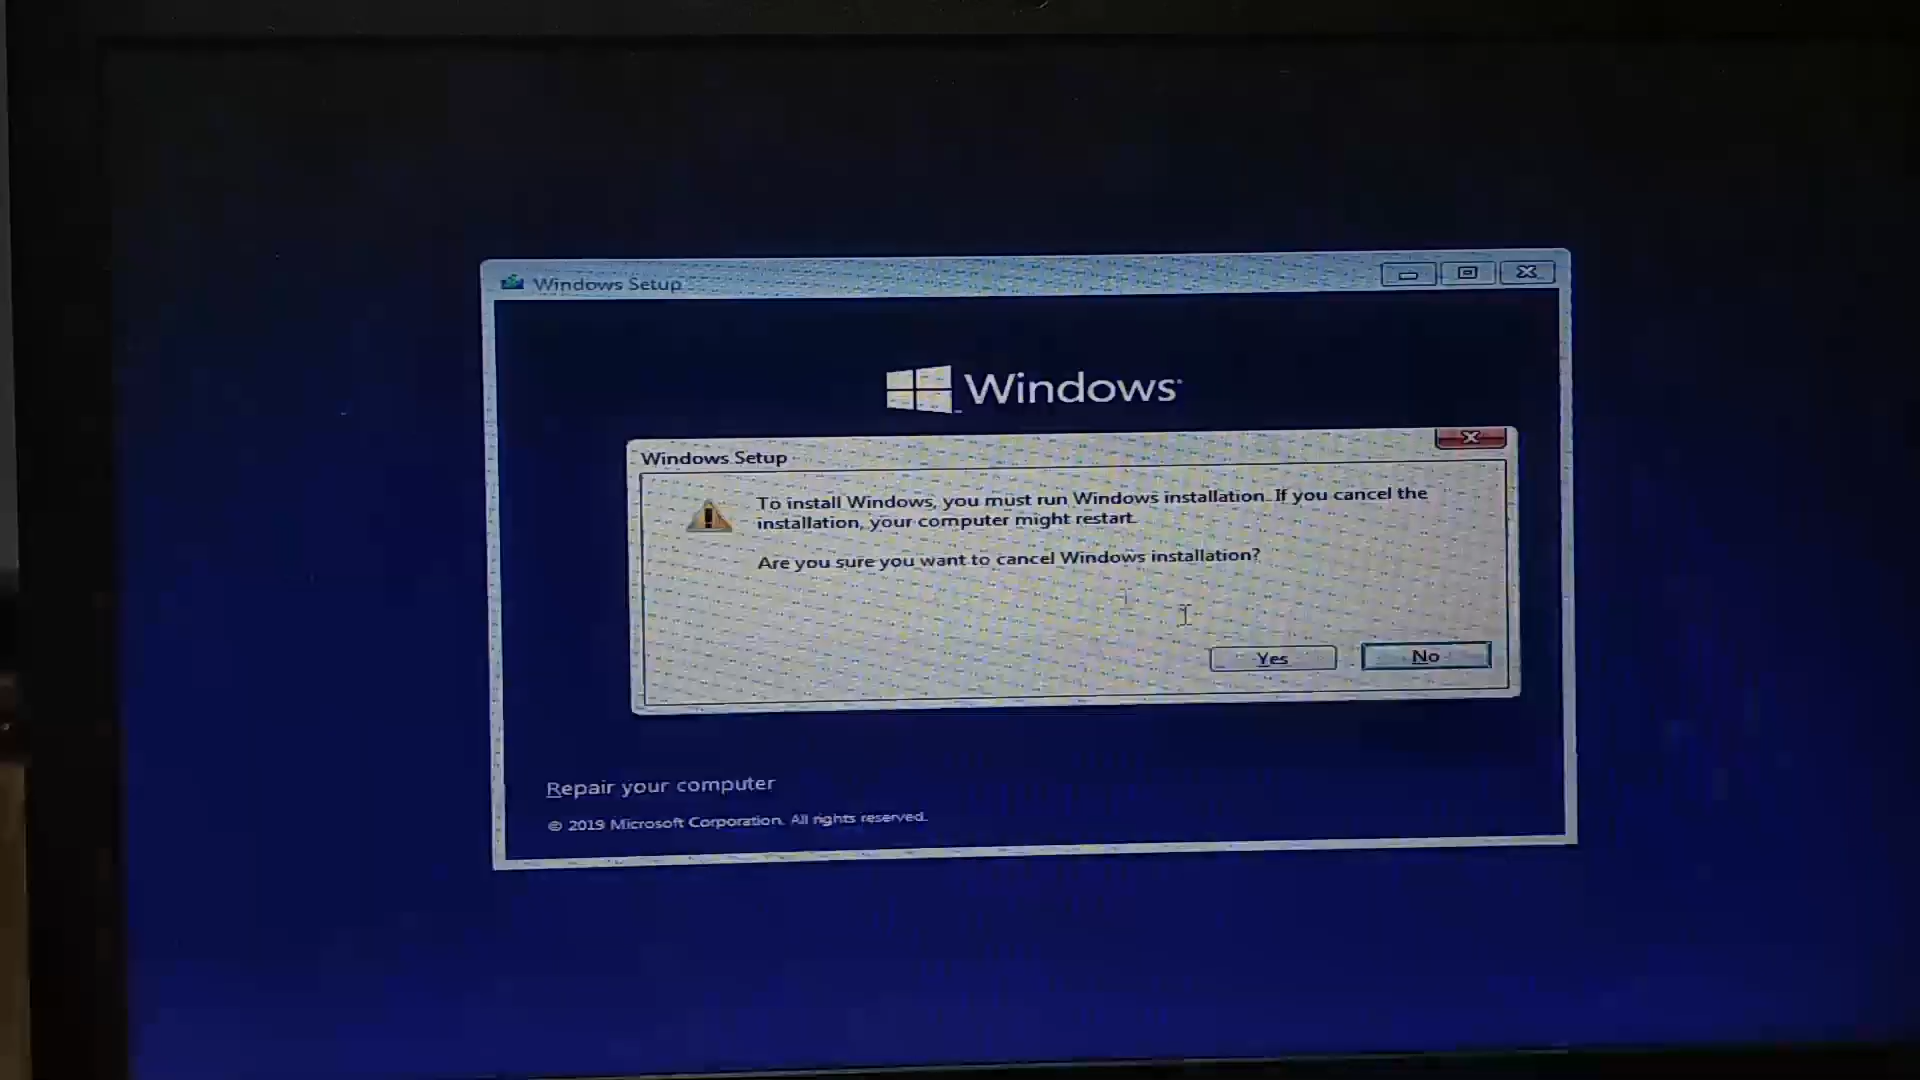 Windows Setup
Windows
Windows Setup
To install Windows, you must run Windows installation. If you cancel the
installation, your computer might restart.
Are you sure you want to cancel Windows installation?
Yes
No
Repair your computer
© 2019 Microsoft Corporation. All rights reserved.